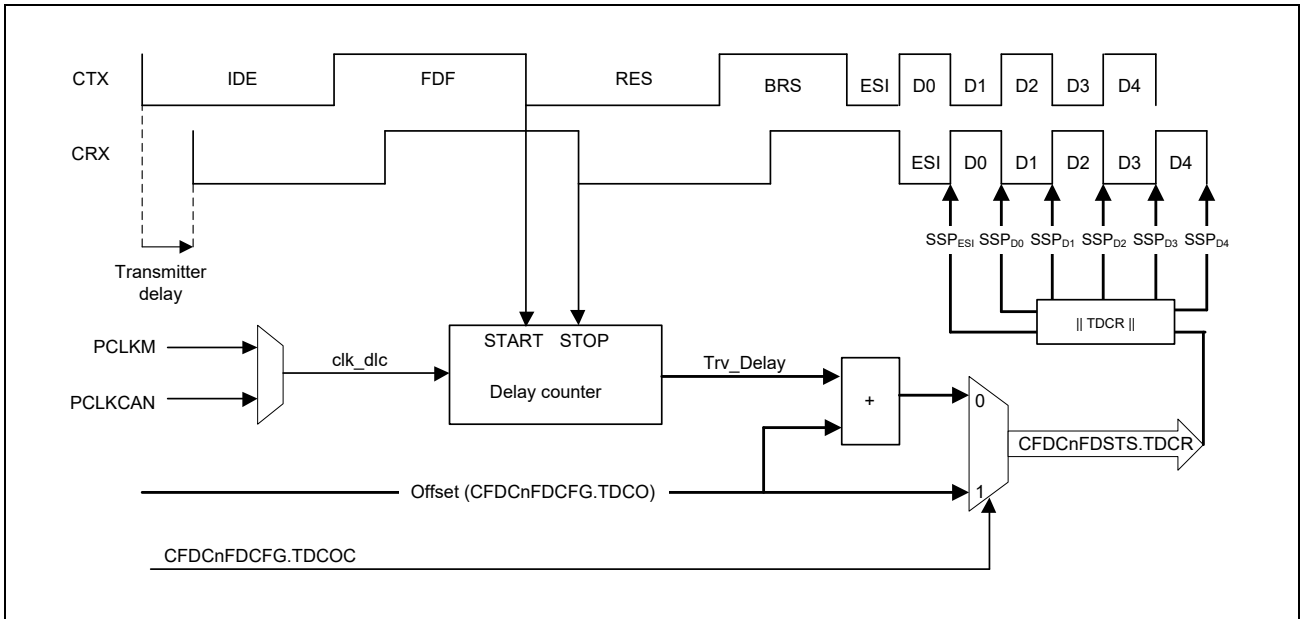 CTX IDE FDF RES BRS ESI D0 D1 D2 D3 D4
CRX ESI D0 D1 D2 D3 D4
SSPESI SSPD0 SSPD1 SSPD2 SSPD3 SSPD4
Transmitter
delay
|| TDCR ||
PCLKM
PCLKCAN
clk_dlc
START STOP
Delay counter
Trv_Delay
+
0
1
CFDCnFDSTS.TDCR
Offset (CFDCnFDCFG.TDCO)
CFDCnFDCFG.TDCOC